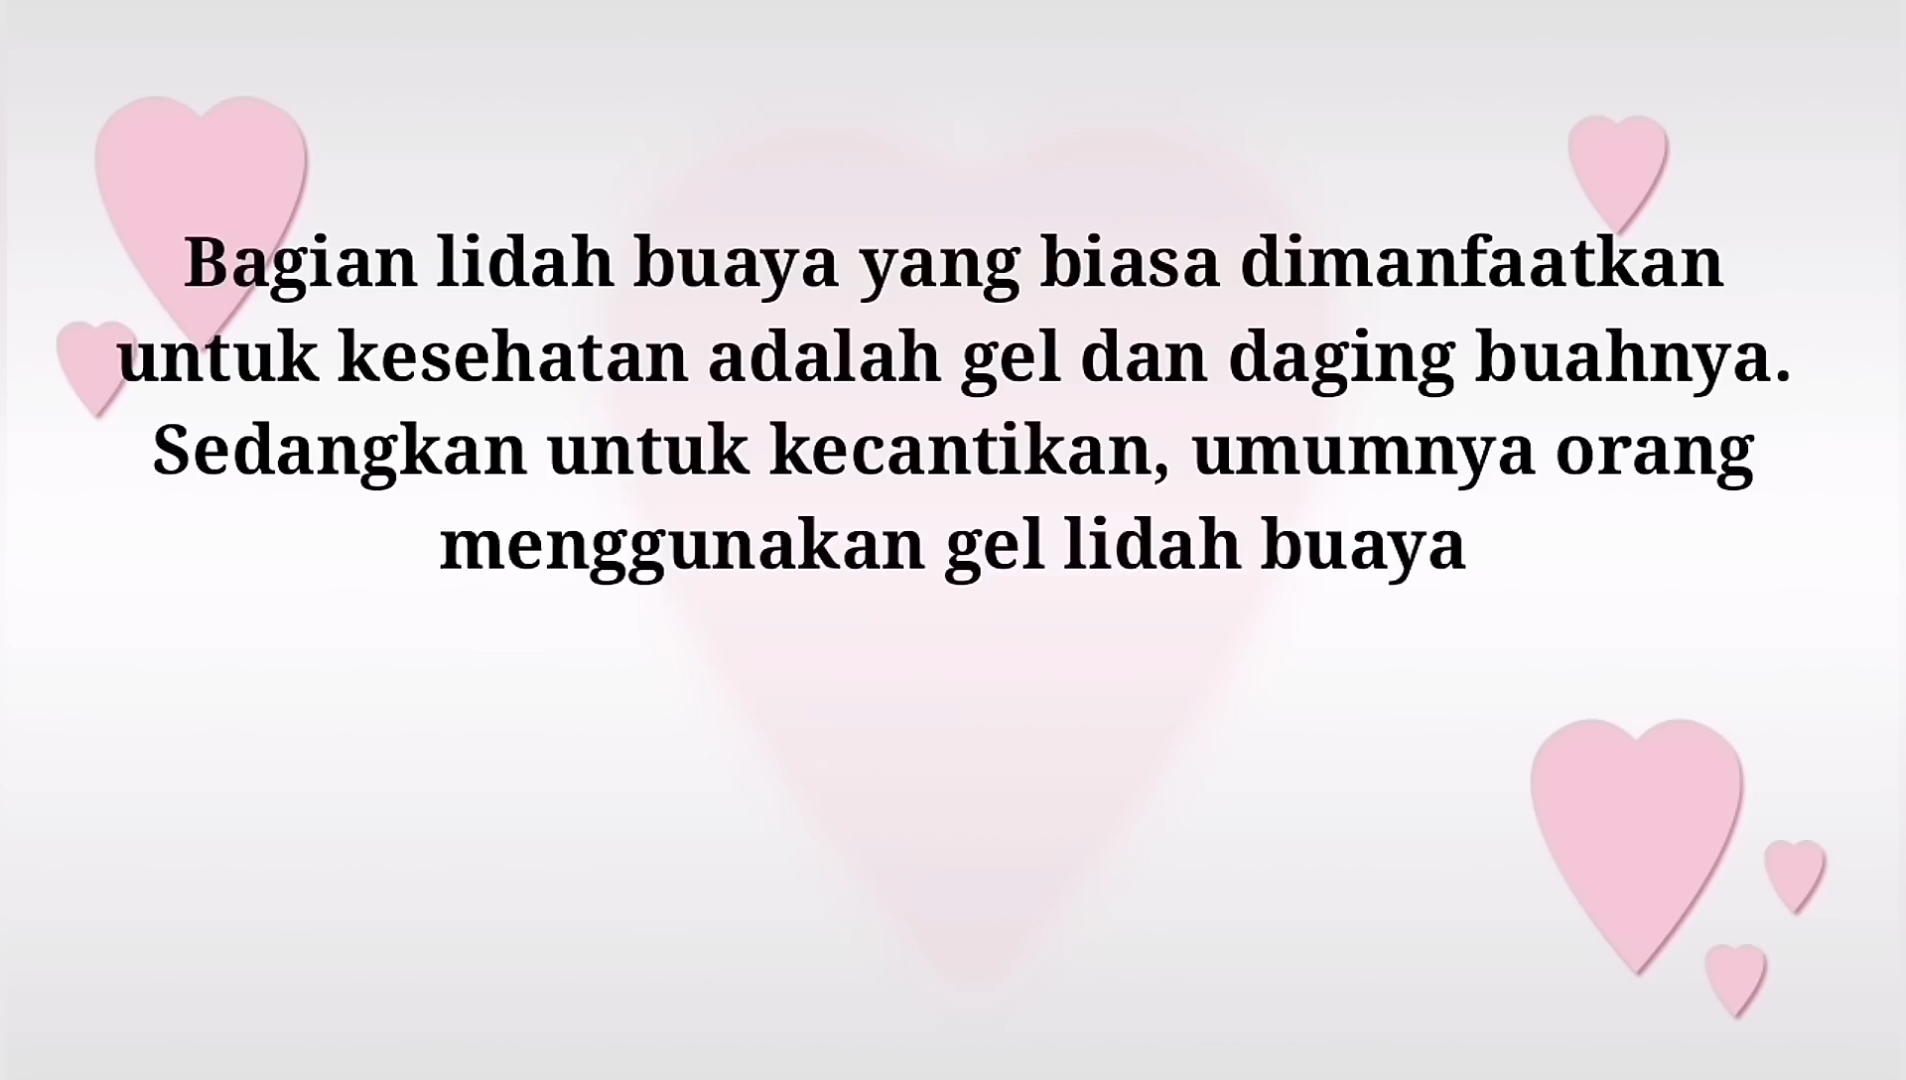 Bagian lidah buaya yang biasa dimanfaatkan
untuk kesehatan adalah gel dan daging buahnya.
Sedangkan untuk kecantikan, umumnya orang
menggunakan gel lidah buaya